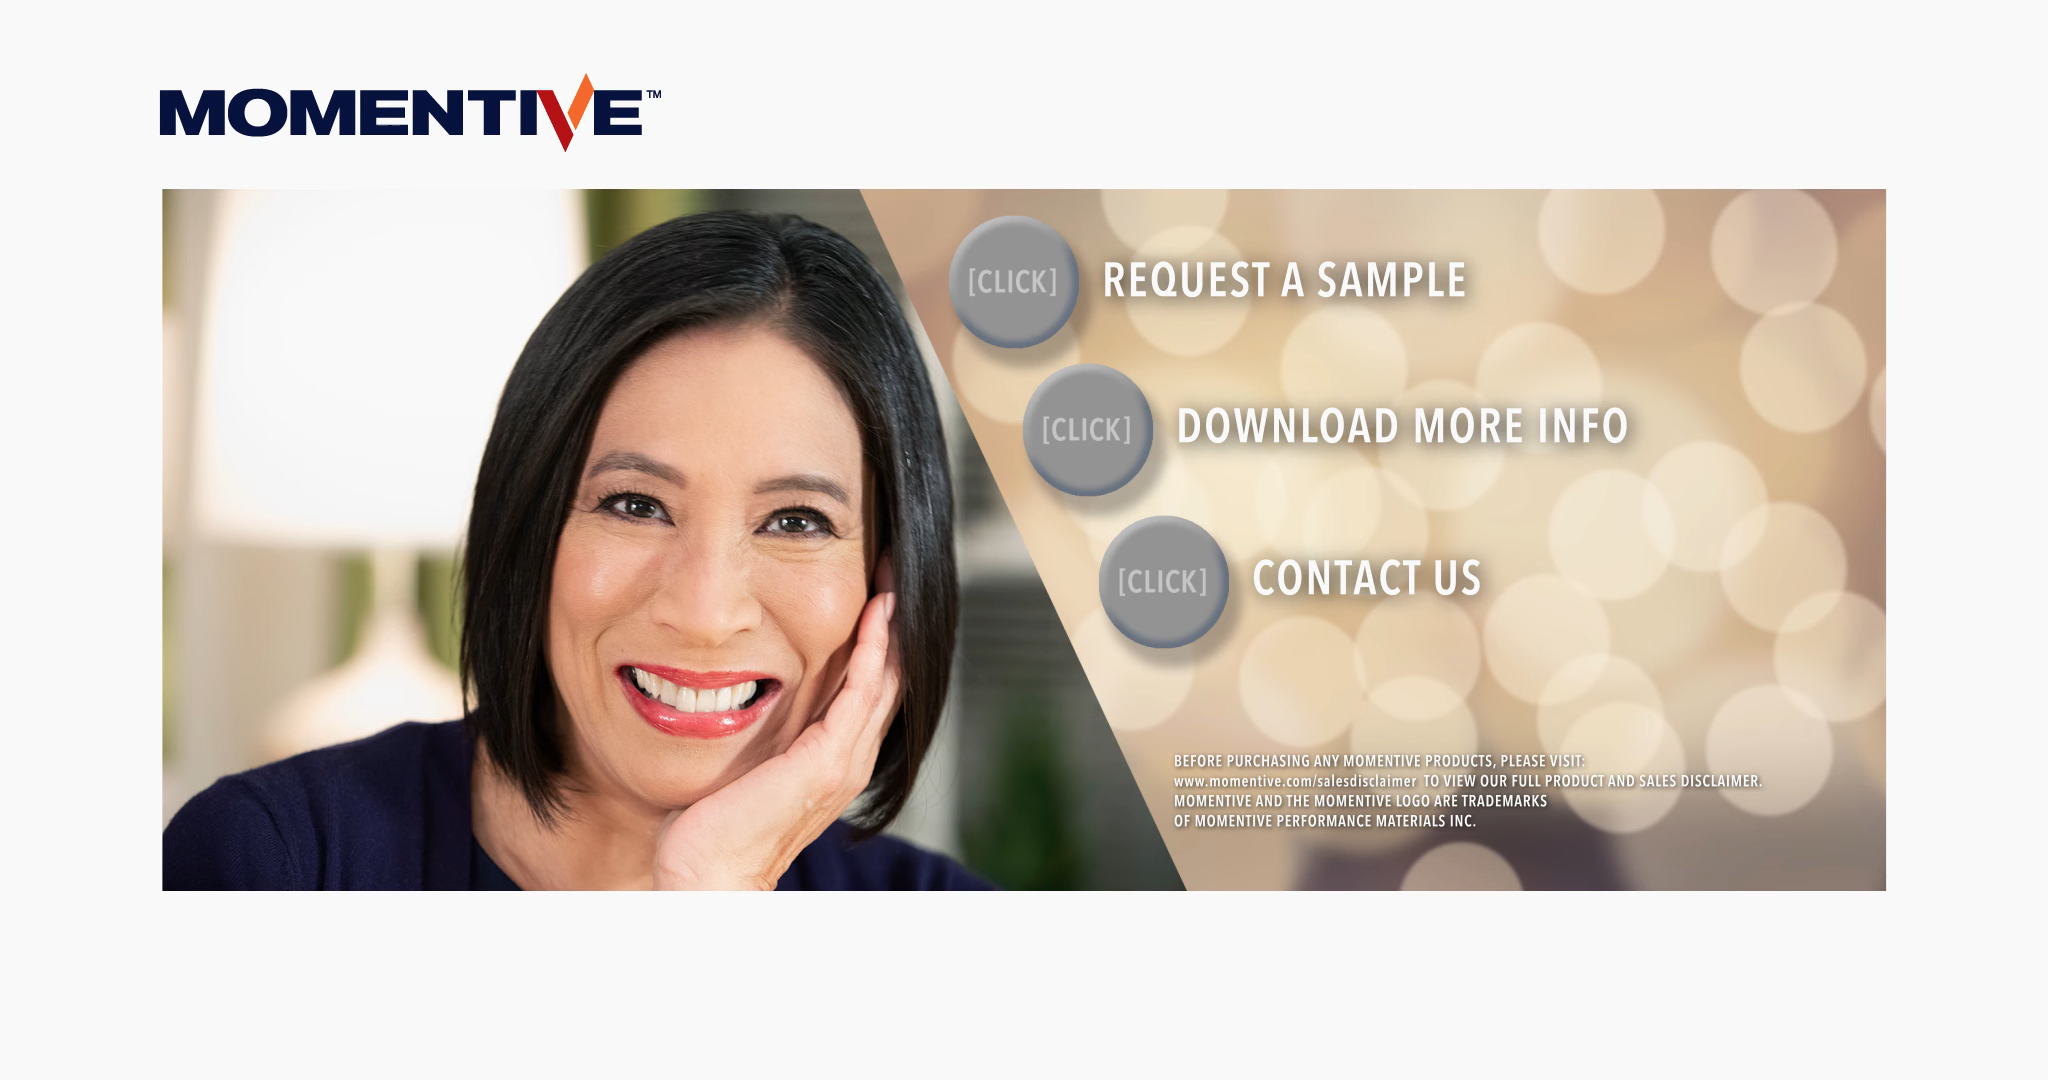 MOMENTIVE™
[CLICK] REQUEST A SAMPLE
[CLICK] DOWNLOAD MORE INFO
[CLICK] CONTACT US
BEFORE PURCHASING ANY MOMENTIVE PRODUCTS, PLEASE VISIT:
www.momentive.com/salesdisclaimer TO VIEW OUR FULL PRODUCT AND SALES DISCLAIMER.
MOMENTIVE AND THE MOMENTIVE LOGO ARE TRADEMARKS
OF MOMENTIVE PERFORMANCE MATERIALS INC.